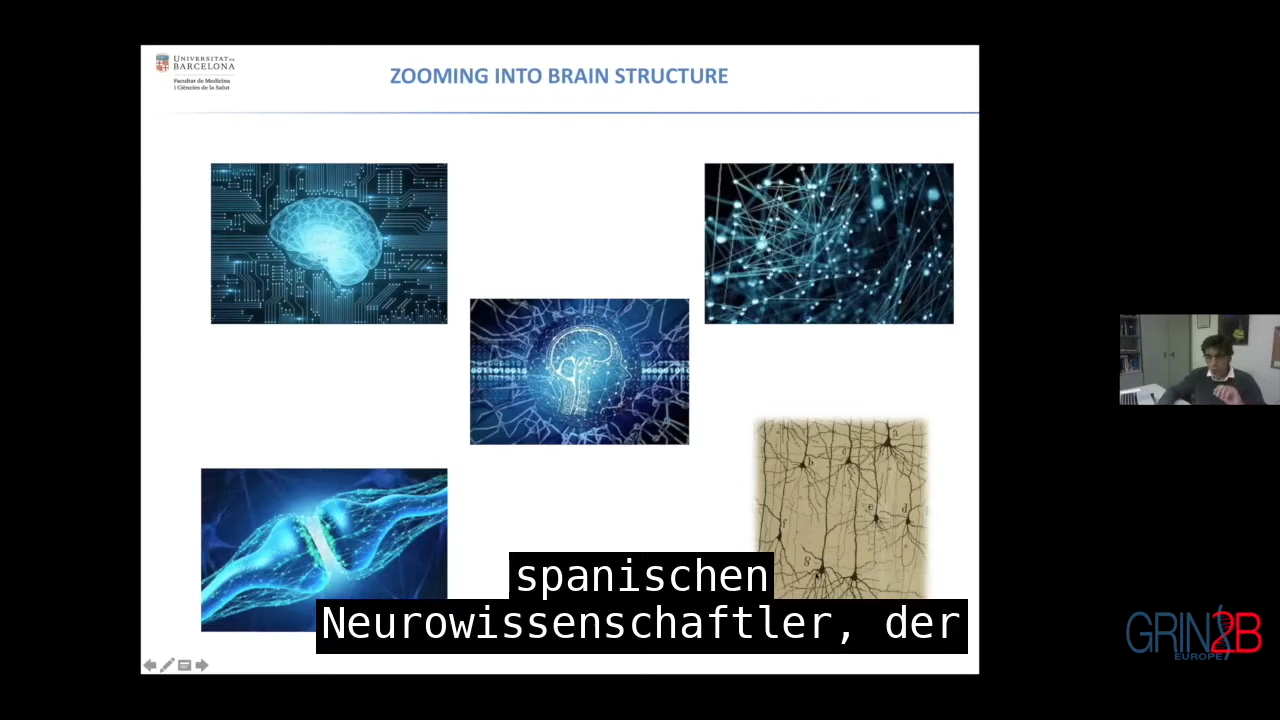 UNIVERSITAT DE
BARCELONA
Facultat de Medicina
i Ciències de la Salut
ZOOMING INTO BRAIN STRUCTURE
a
b
c
e
d
f
g
spanischen
Neurowissenschaftler, der
GRIN2B
EUROPE